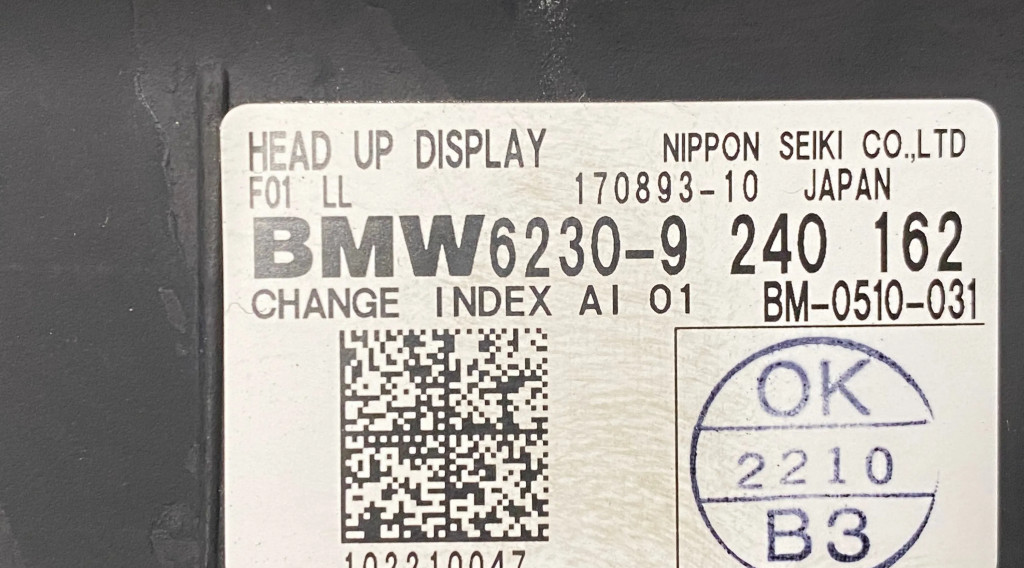 HEAD UP DISPLAY NIPPON SEIKI CO.,LTD
F01 LL 170893-10 JAPAN
BMW 6230-9 240 162
CHANGE INDEX AI 01 BM-0510-031
OK
2210
B3
102210047